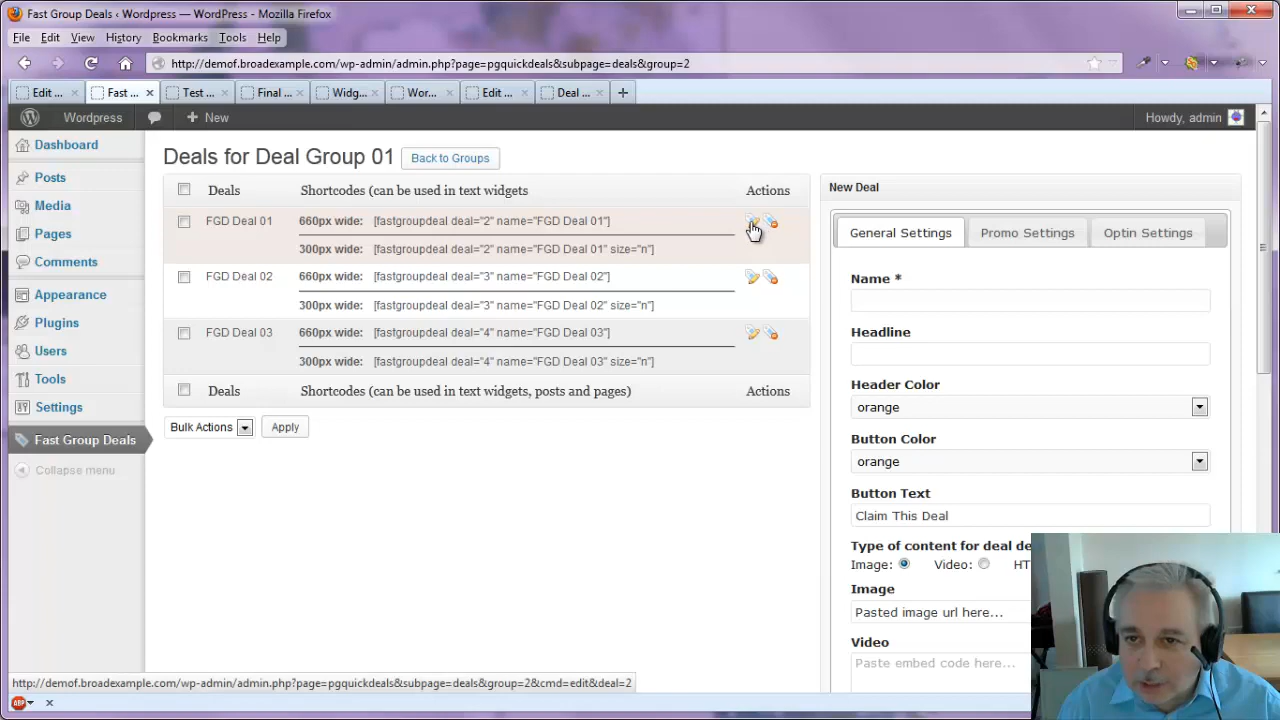 Fast Group Deals ‹ Wordpress — WordPress - Mozilla Firefox
File Edit View History Bookmarks Tools Help
http://demof.broadexample.com/wp-admin/admin.php?page=pgquickdeals&subpage=deals&group=2
Edit ... Fast ... Test ... Final ... Widg... Wor... Edit ... Deal ...
Wordpress + New Howdy, admin
Dashboard
Posts
Media
Pages
Comments
Appearance
Plugins
Users
Tools
Settings
Fast Group Deals
Collapse menu
Deals for Deal Group 01 Back to Groups
Deals Shortcodes (can be used in text widgets Actions
FGD Deal 01 660px wide: [fastgroupdeal deal="2" name="FGD Deal 01"]
300px wide: [fastgroupdeal deal="2" name="FGD Deal 01" size="n"]
FGD Deal 02 660px wide: [fastgroupdeal deal="3" name="FGD Deal 02"]
300px wide: [fastgroupdeal deal="3" name="FGD Deal 02" size="n"]
FGD Deal 03 660px wide: [fastgroupdeal deal="4" name="FGD Deal 03"]
300px wide: [fastgroupdeal deal="4" name="FGD Deal 03" size="n"]
Deals Shortcodes (can be used in text widgets, posts and pages) Actions
Bulk Actions Apply
New Deal
General Settings Promo Settings Optin Settings
Name *
Headline
Header Color
orange
Button Color
orange
Button Text
Claim This Deal
Type of content for deal de
Image: Video: HT
Image
Pasted image url here...
Video
Paste embed code here...
http://demof.broadexample.com/wp-admin/admin.php?page=pgquickdeals&subpage=deals&group=2&cmd=edit&deal=2
ABP